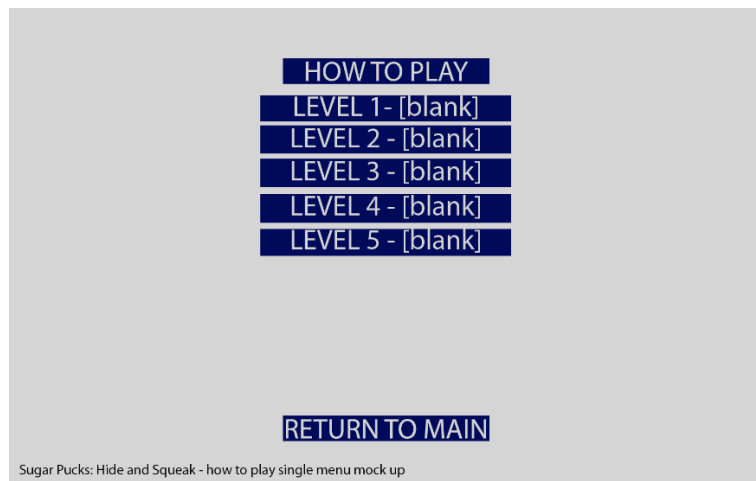 HOW TO PLAY
LEVEL 1- [blank]
LEVEL 2 - [blank]
LEVEL 3 - [blank]
LEVEL 4 - [blank]
LEVEL 5 - [blank]
RETURN TO MAIN
Sugar Pucks: Hide and Squeak - how to play single menu mock up